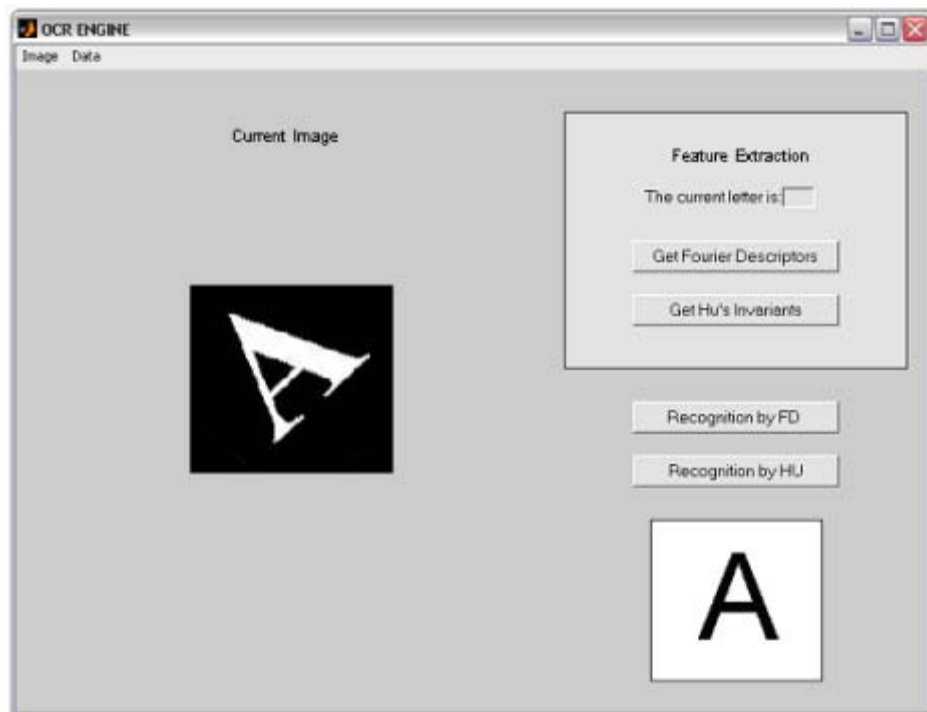 OCR ENGINE
Image Data
Current Image
A
Feature Extraction
The current letter is:
Get Fourier Descriptors
Get Hu's Invariants
Recognition by FD
Recognition by HU
A